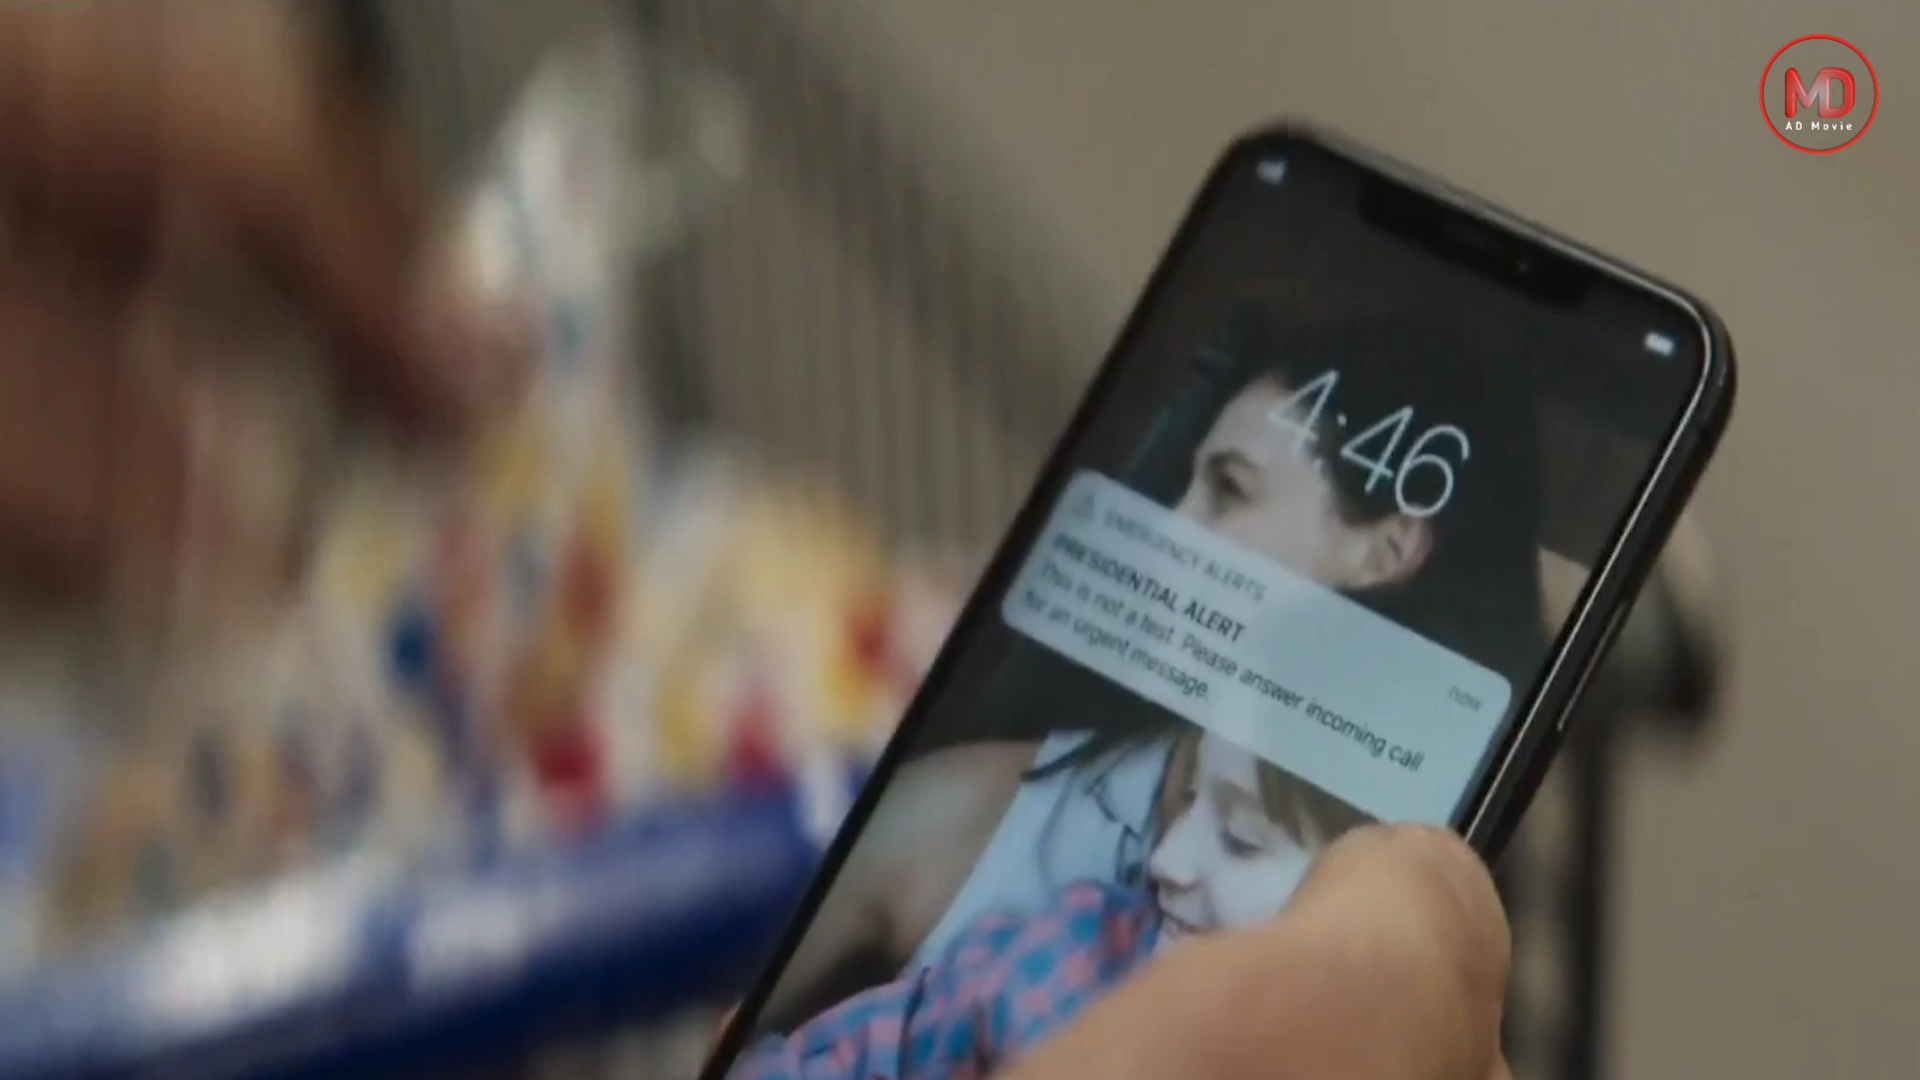 MD
AD Movie
4:46
EMERGENCY ALERTS
now
PRESIDENTIAL ALERT
This is not a test. Please answer incoming call
for an urgent message.